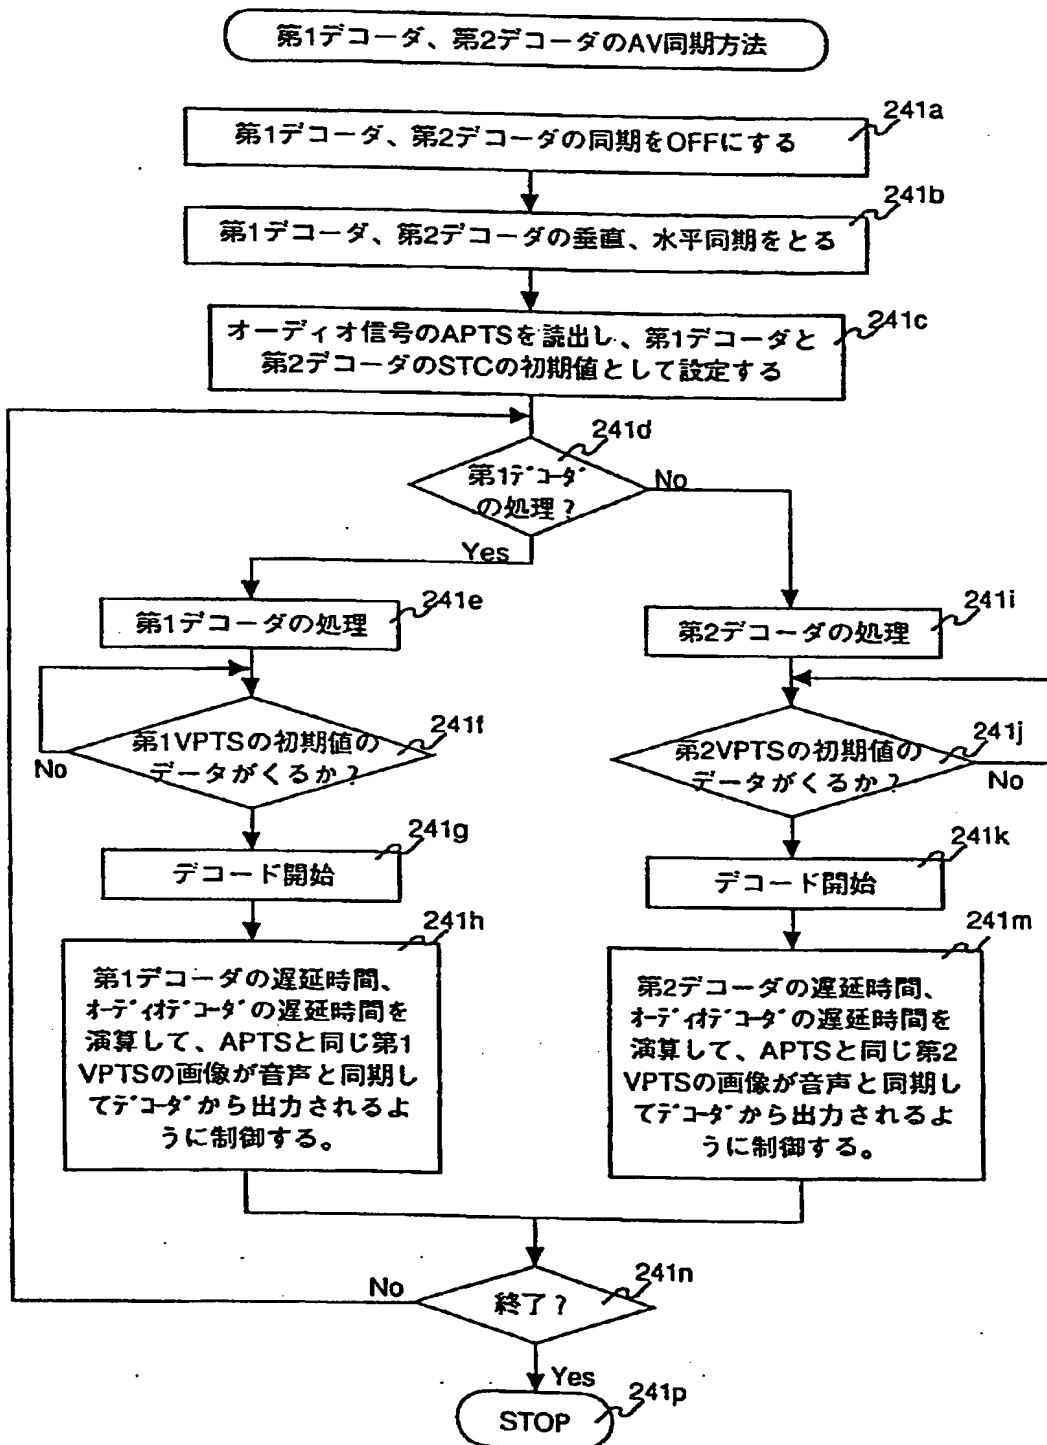 第1デコーダ、第2デコーダのAV同期方法
241a
第1デコーダ、第2デコーダの同期をOFFにする
241b
第1デコーダ、第2デコーダの垂直、水平同期をとる
241c
オーディオ信号のAPTSを読出し、第1デコーダと
第2デコーダのSTCの初期値として設定する
241d
第1デコーダ
の処理?
No
Yes
241e
第1デコーダの処理
241f
第1VPTSの初期値の
データがくるか?
No
241g
デコード開始
241h
第1デコーダの遅延時間、
オーディオデコーダの遅延時間を
演算して、APTSと同じ第1
VPTSの画像が音声と同期し
てデコーダから出力されるよ
うに制御する。
241i
第2デコーダの処理
241j
第2VPTSの初期値の
データがくるか?
No
241k
デコード開始
241m
第2デコーダの遅延時間、
オーディオデコーダの遅延時間を
演算して、APTSと同じ第2
VPTSの画像が音声と同期し
てデコーダから出力されるよ
うに制御する。
241n
No
終了?
Yes
241p
STOP